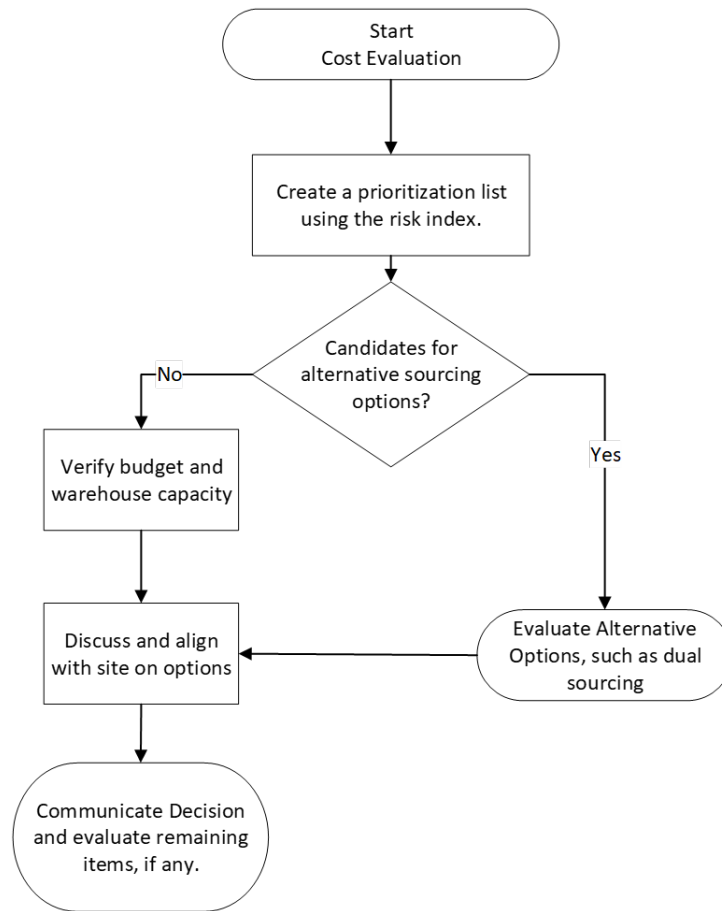 Start
Cost Evaluation
Create a prioritization list
using the risk index.
Candidates for
alternative sourcing
options?
No
Yes
Verify budget and
warehouse capacity
Discuss and align
with site on options
Evaluate Alternative
Options, such as dual
sourcing
Communicate Decision
and evaluate remaining
items, if any.